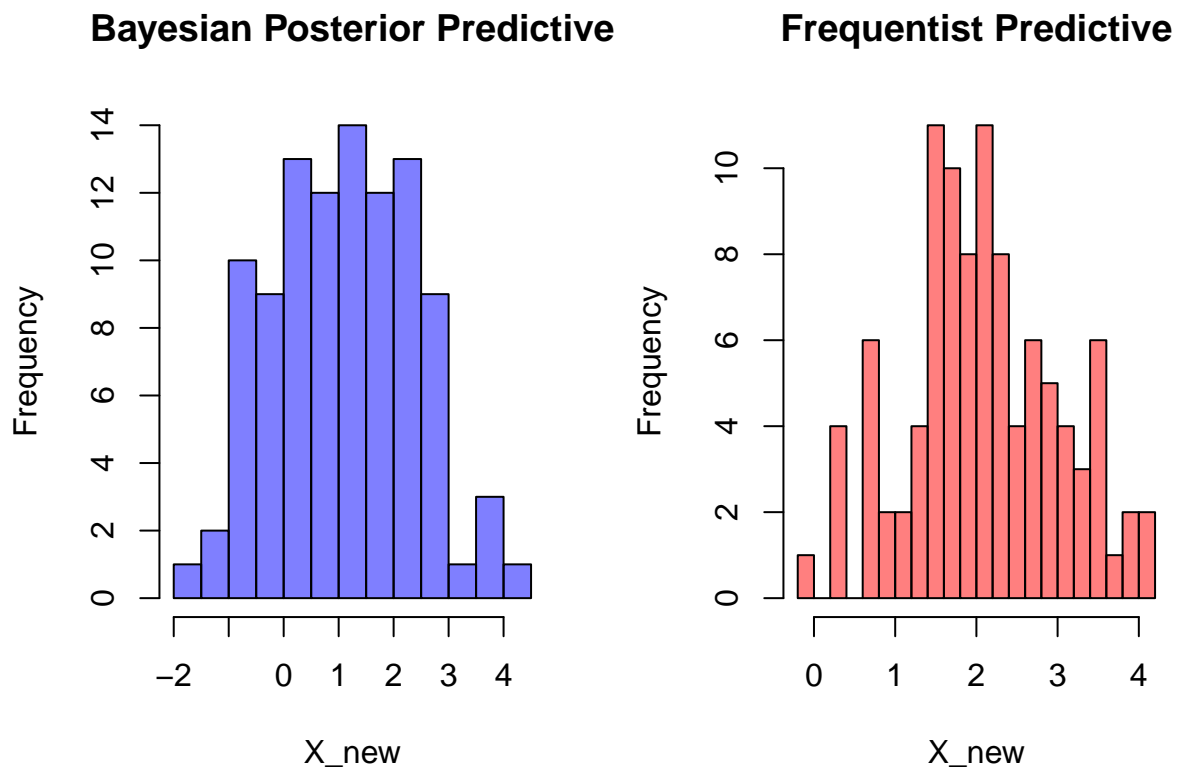 Bayesian Posterior Predictive
Frequency
0 2 4 6 8 10 12 14
−2 0 1 2 3 4
X_new
Frequentist Predictive
Frequency
0 2 4 6 8 10
0 1 2 3 4
X_new